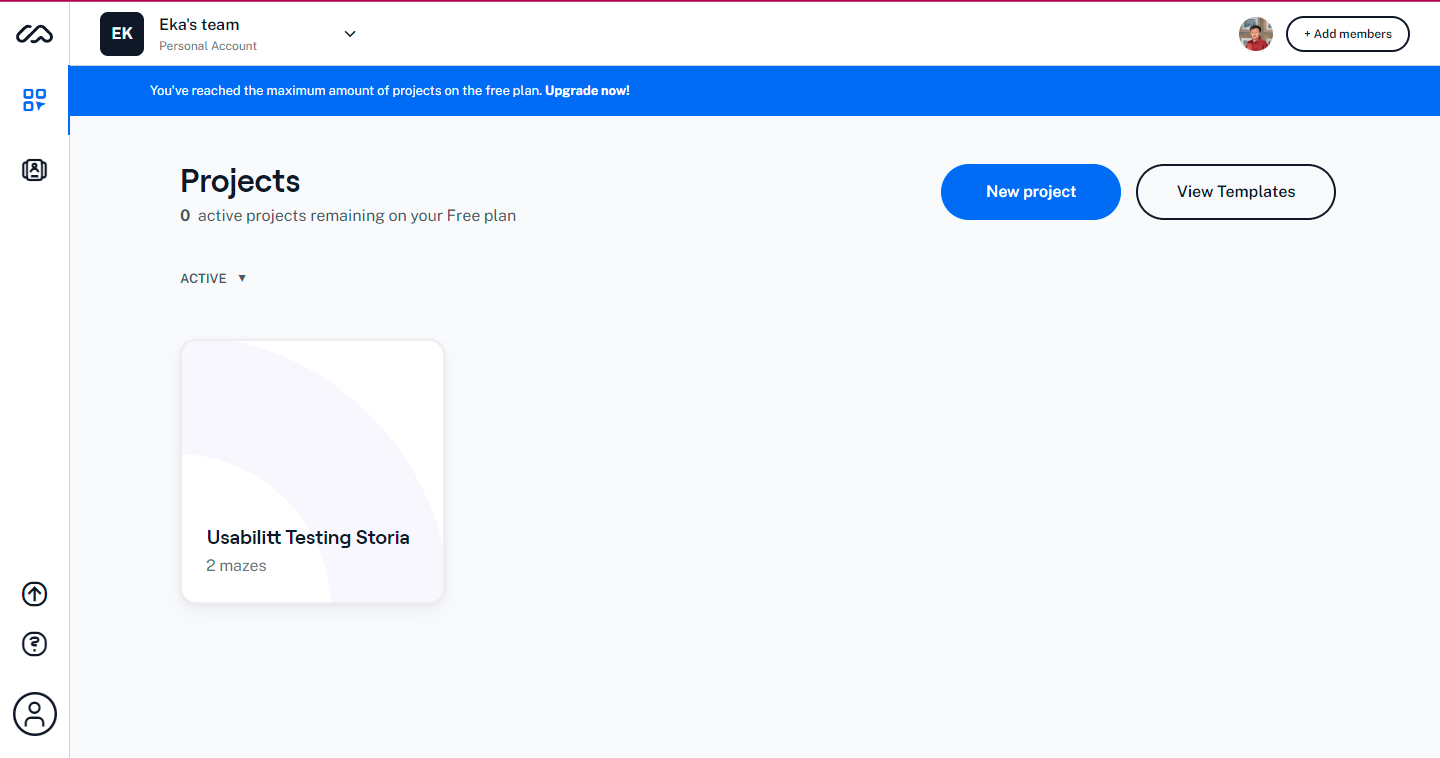 EK
Eka's team
Personal Account
+ Add members
You've reached the maximum amount of projects on the free plan. Upgrade now!
Projects
0 active projects remaining on your Free plan
New project
View Templates
ACTIVE ▼
Usabilitt Testing Storia
2 mazes